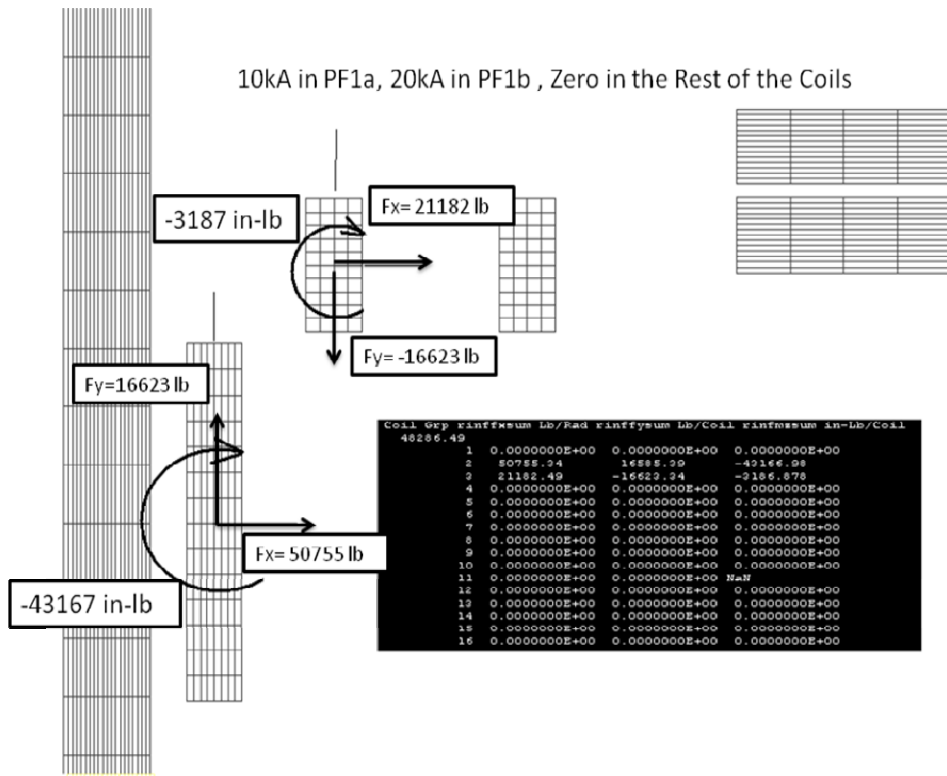 10kA in PF1a, 20kA in PF1b , Zero in the Rest of the Coils
-3187 in-lb
Fx= 21182 lb
Fy= -16623 lb
Fy=16623 lb
Fx= 50755 lb
-43167 in-lb
Coil Grp rinffxsum Lb/Rad rinffysum Lb/Coil rinfmzsum in-Lb/Coil
48286.49
1 0.0000000E+00 0.0000000E+00 0.0000000E+00
2 50755.34 16585.39 -43166.98
3 21182.49 -16623.34 -3186.878
4 0.0000000E+00 0.0000000E+00 0.0000000E+00
5 0.0000000E+00 0.0000000E+00 0.0000000E+00
6 0.0000000E+00 0.0000000E+00 0.0000000E+00
7 0.0000000E+00 0.0000000E+00 0.0000000E+00
8 0.0000000E+00 0.0000000E+00 0.0000000E+00
9 0.0000000E+00 0.0000000E+00 0.0000000E+00
10 0.0000000E+00 0.0000000E+00 0.0000000E+00
11 0.0000000E+00 0.0000000E+00 NaN
12 0.0000000E+00 0.0000000E+00 0.0000000E+00
13 0.0000000E+00 0.0000000E+00 0.0000000E+00
14 0.0000000E+00 0.0000000E+00 0.0000000E+00
15 0.0000000E+00 0.0000000E+00 0.0000000E+00
16 0.0000000E+00 0.0000000E+00 0.0000000E+00